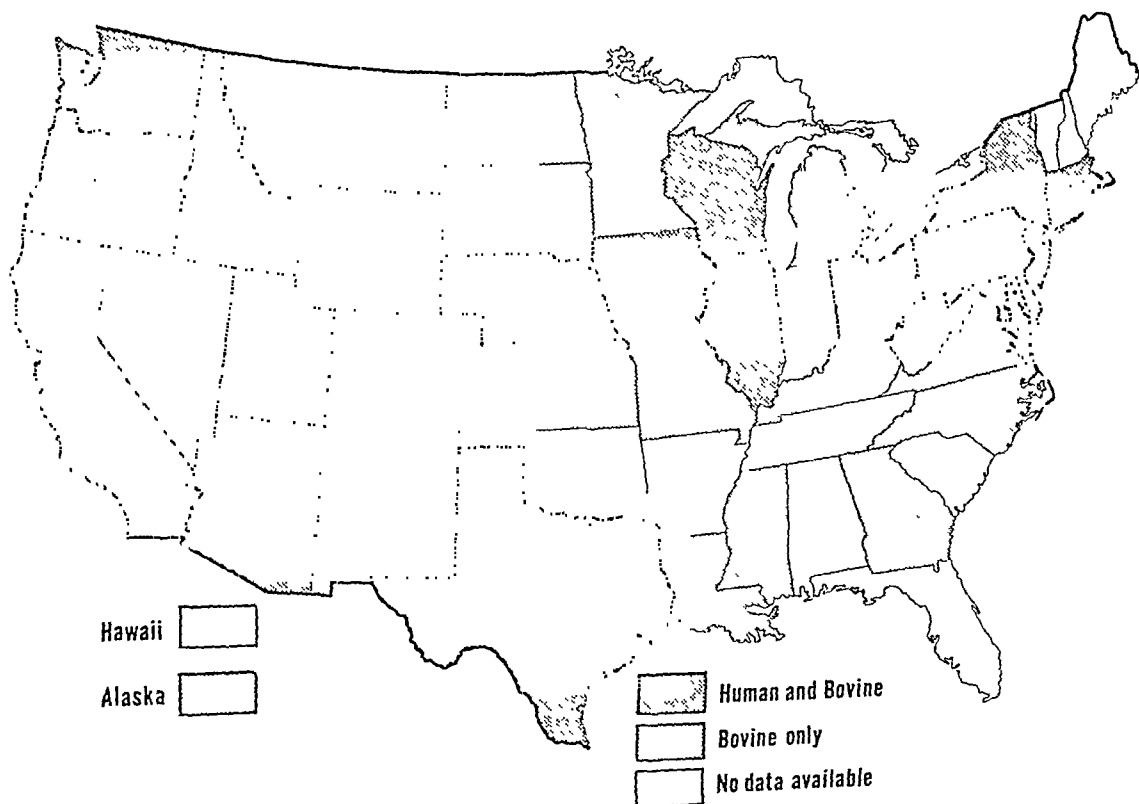 Hawaii
Alaska
Human and Bovine
Bovine only
No data available